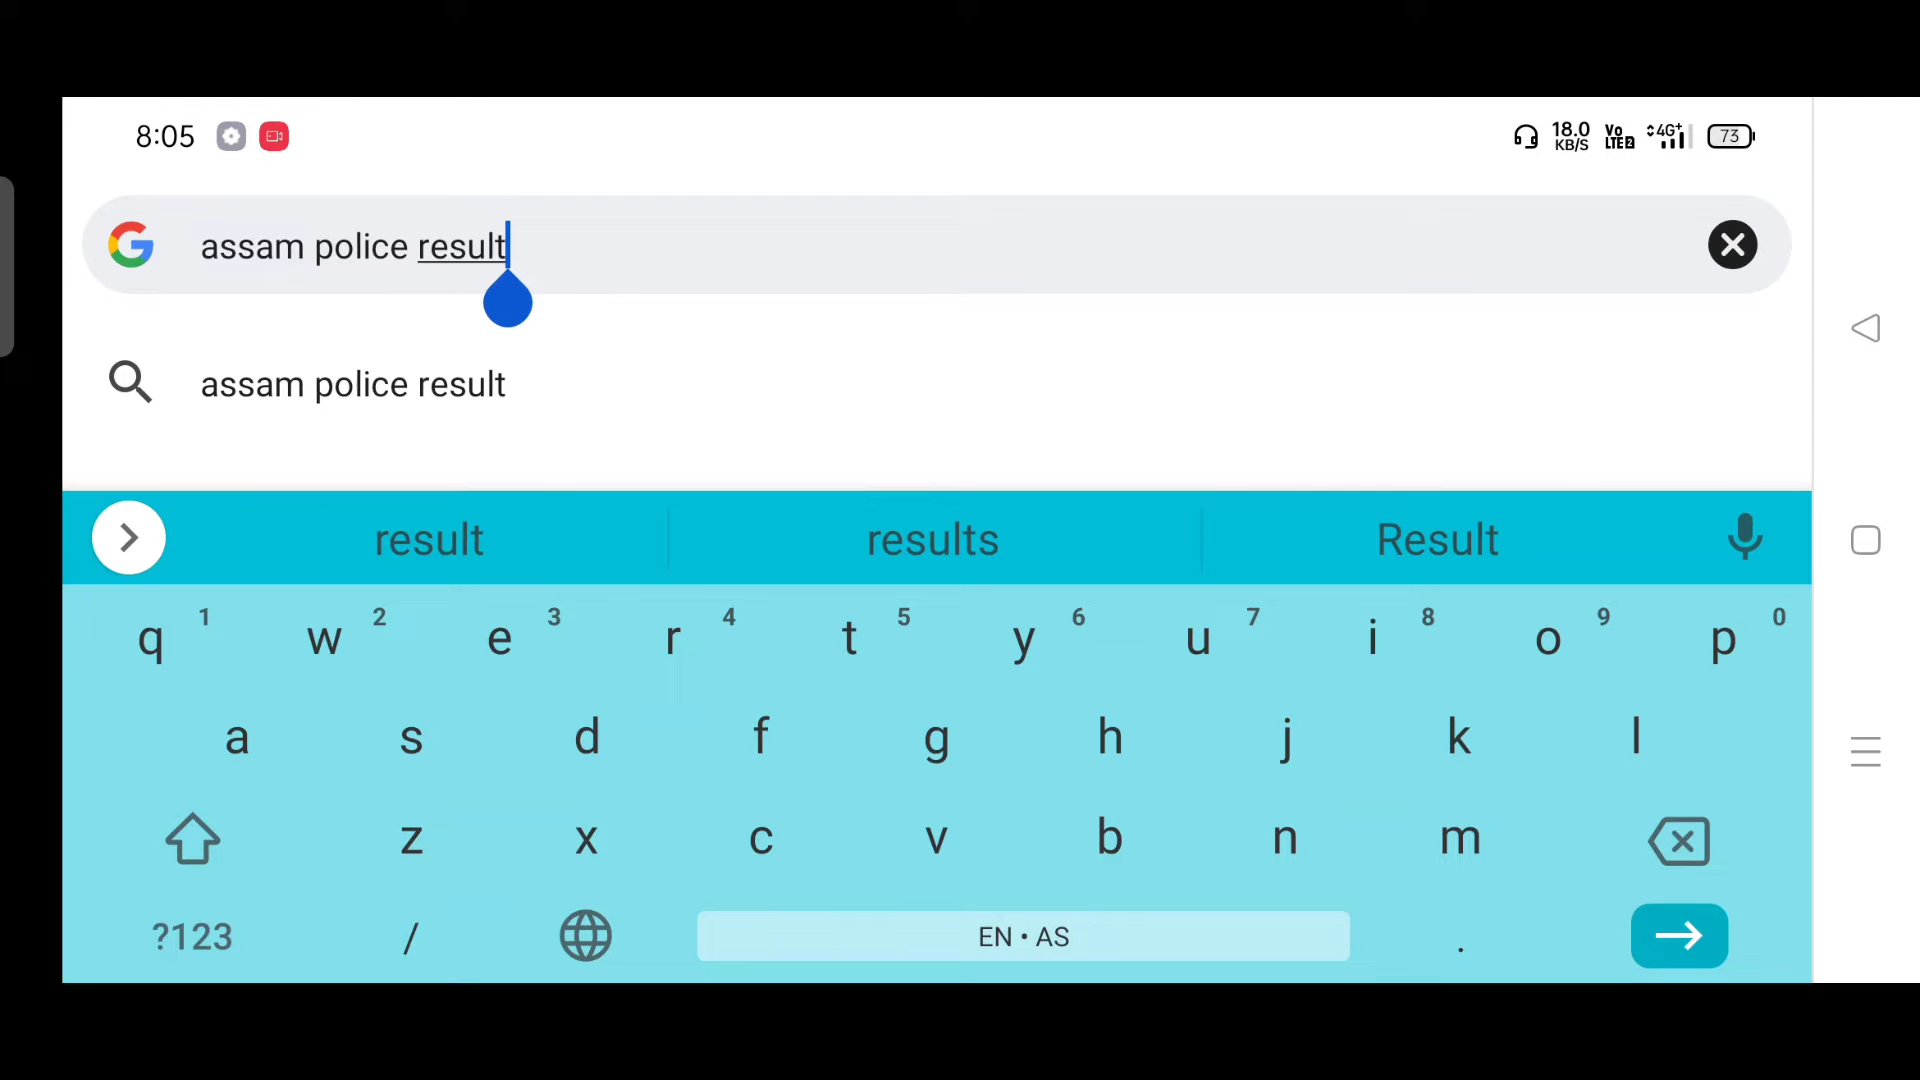 8:05 18.0 KB/S Vo LTE 2 4G+ 73
assam police result
assam police result
result results Result
q 1 w 2 e 3 r 4 t 5 y 6 u 7 i 8 o 9 p 0
a s d f g h j k l
z x c v b n m
?123 / EN • AS .